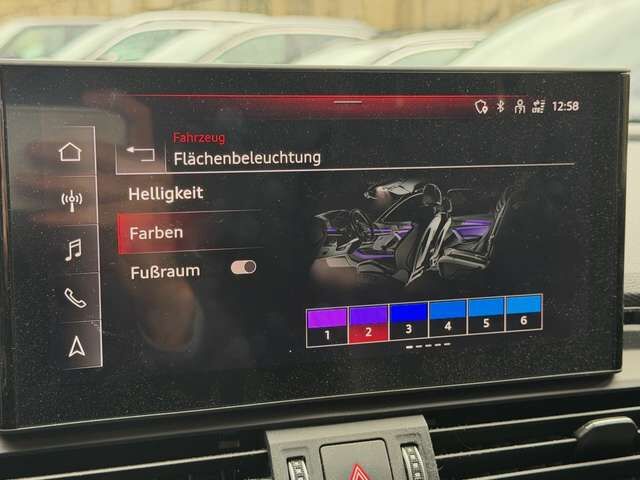 12:58
Fahrzeug
Flächenbeleuchtung
Helligkeit
Farben
Fußraum
1 2 3 4 5 6